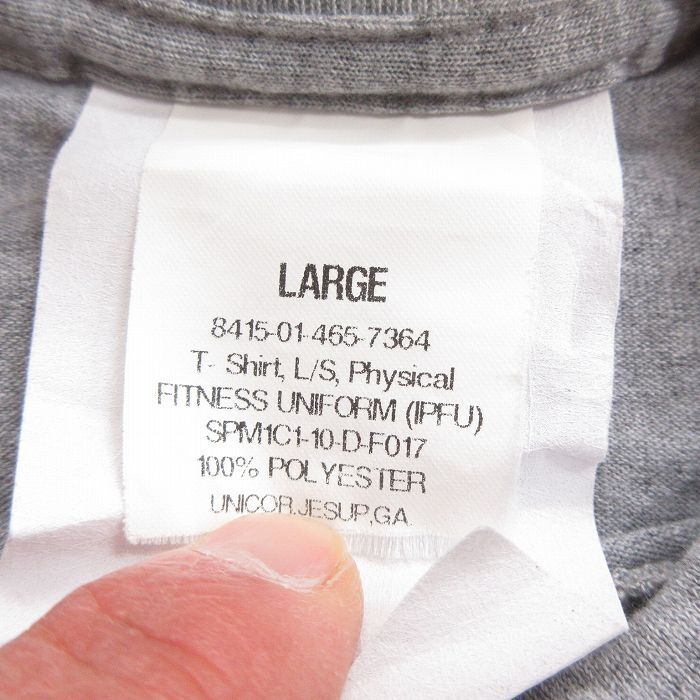 LARGE
8415-01-465-7364
T- Shirt, L/S, Physical
FITNESS UNIFORM (IPFU)
SPM1C1-10-D-F017
100% POLYESTER
UNICOR.JESUP,GA